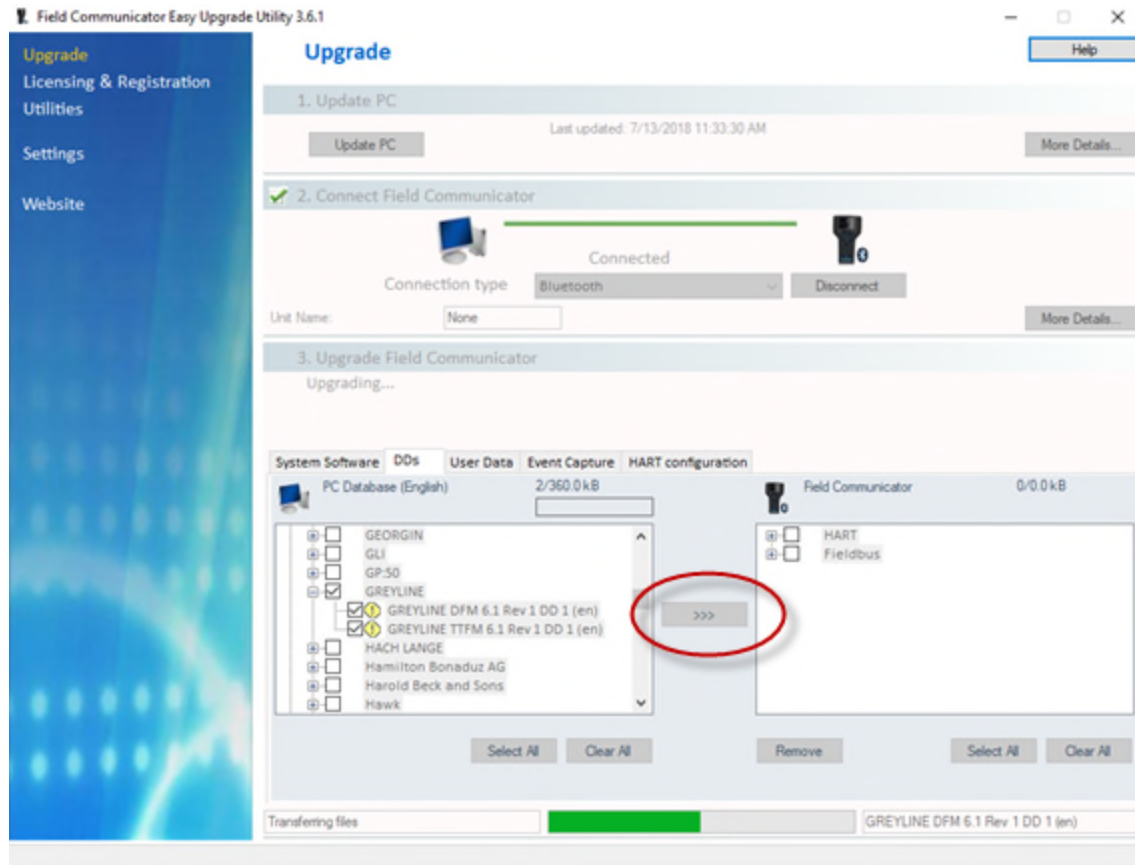 Field Communicator Easy Upgrade Utility 3.6.1
Upgrade
Licensing & Registration
Utilities
Settings
Website
Upgrade
Help
1. Update PC
Update PC
Last updated: 7/13/2018 11:33:30 AM
More Details...
2. Connect Field Communicator
Connected
Connection type
Bluetooth
Disconnect
Unit Name:
None
More Details...
3. Upgrade Field Communicator
Upgrading...
System Software DDs User Data Event Capture HART configuration
PC Database (English) 2/360.0 kB
Field Communicator 0/0.0 kB
GEORGIN
GLI
GP:50
GREYLINE
GREYLINE DFM 6.1 Rev 1 DD 1 (en)
GREYLINE TTFM 6.1 Rev 1 DD 1 (en)
HACH LANGE
Hamilton Bonaduz AG
Harold Beck and Sons
Hawk
>>>
HART
Fieldbus
Select All Clear All
Remove Select All Clear All
Transferring files
GREYLINE DFM 6.1 Rev 1 DD 1 (en)